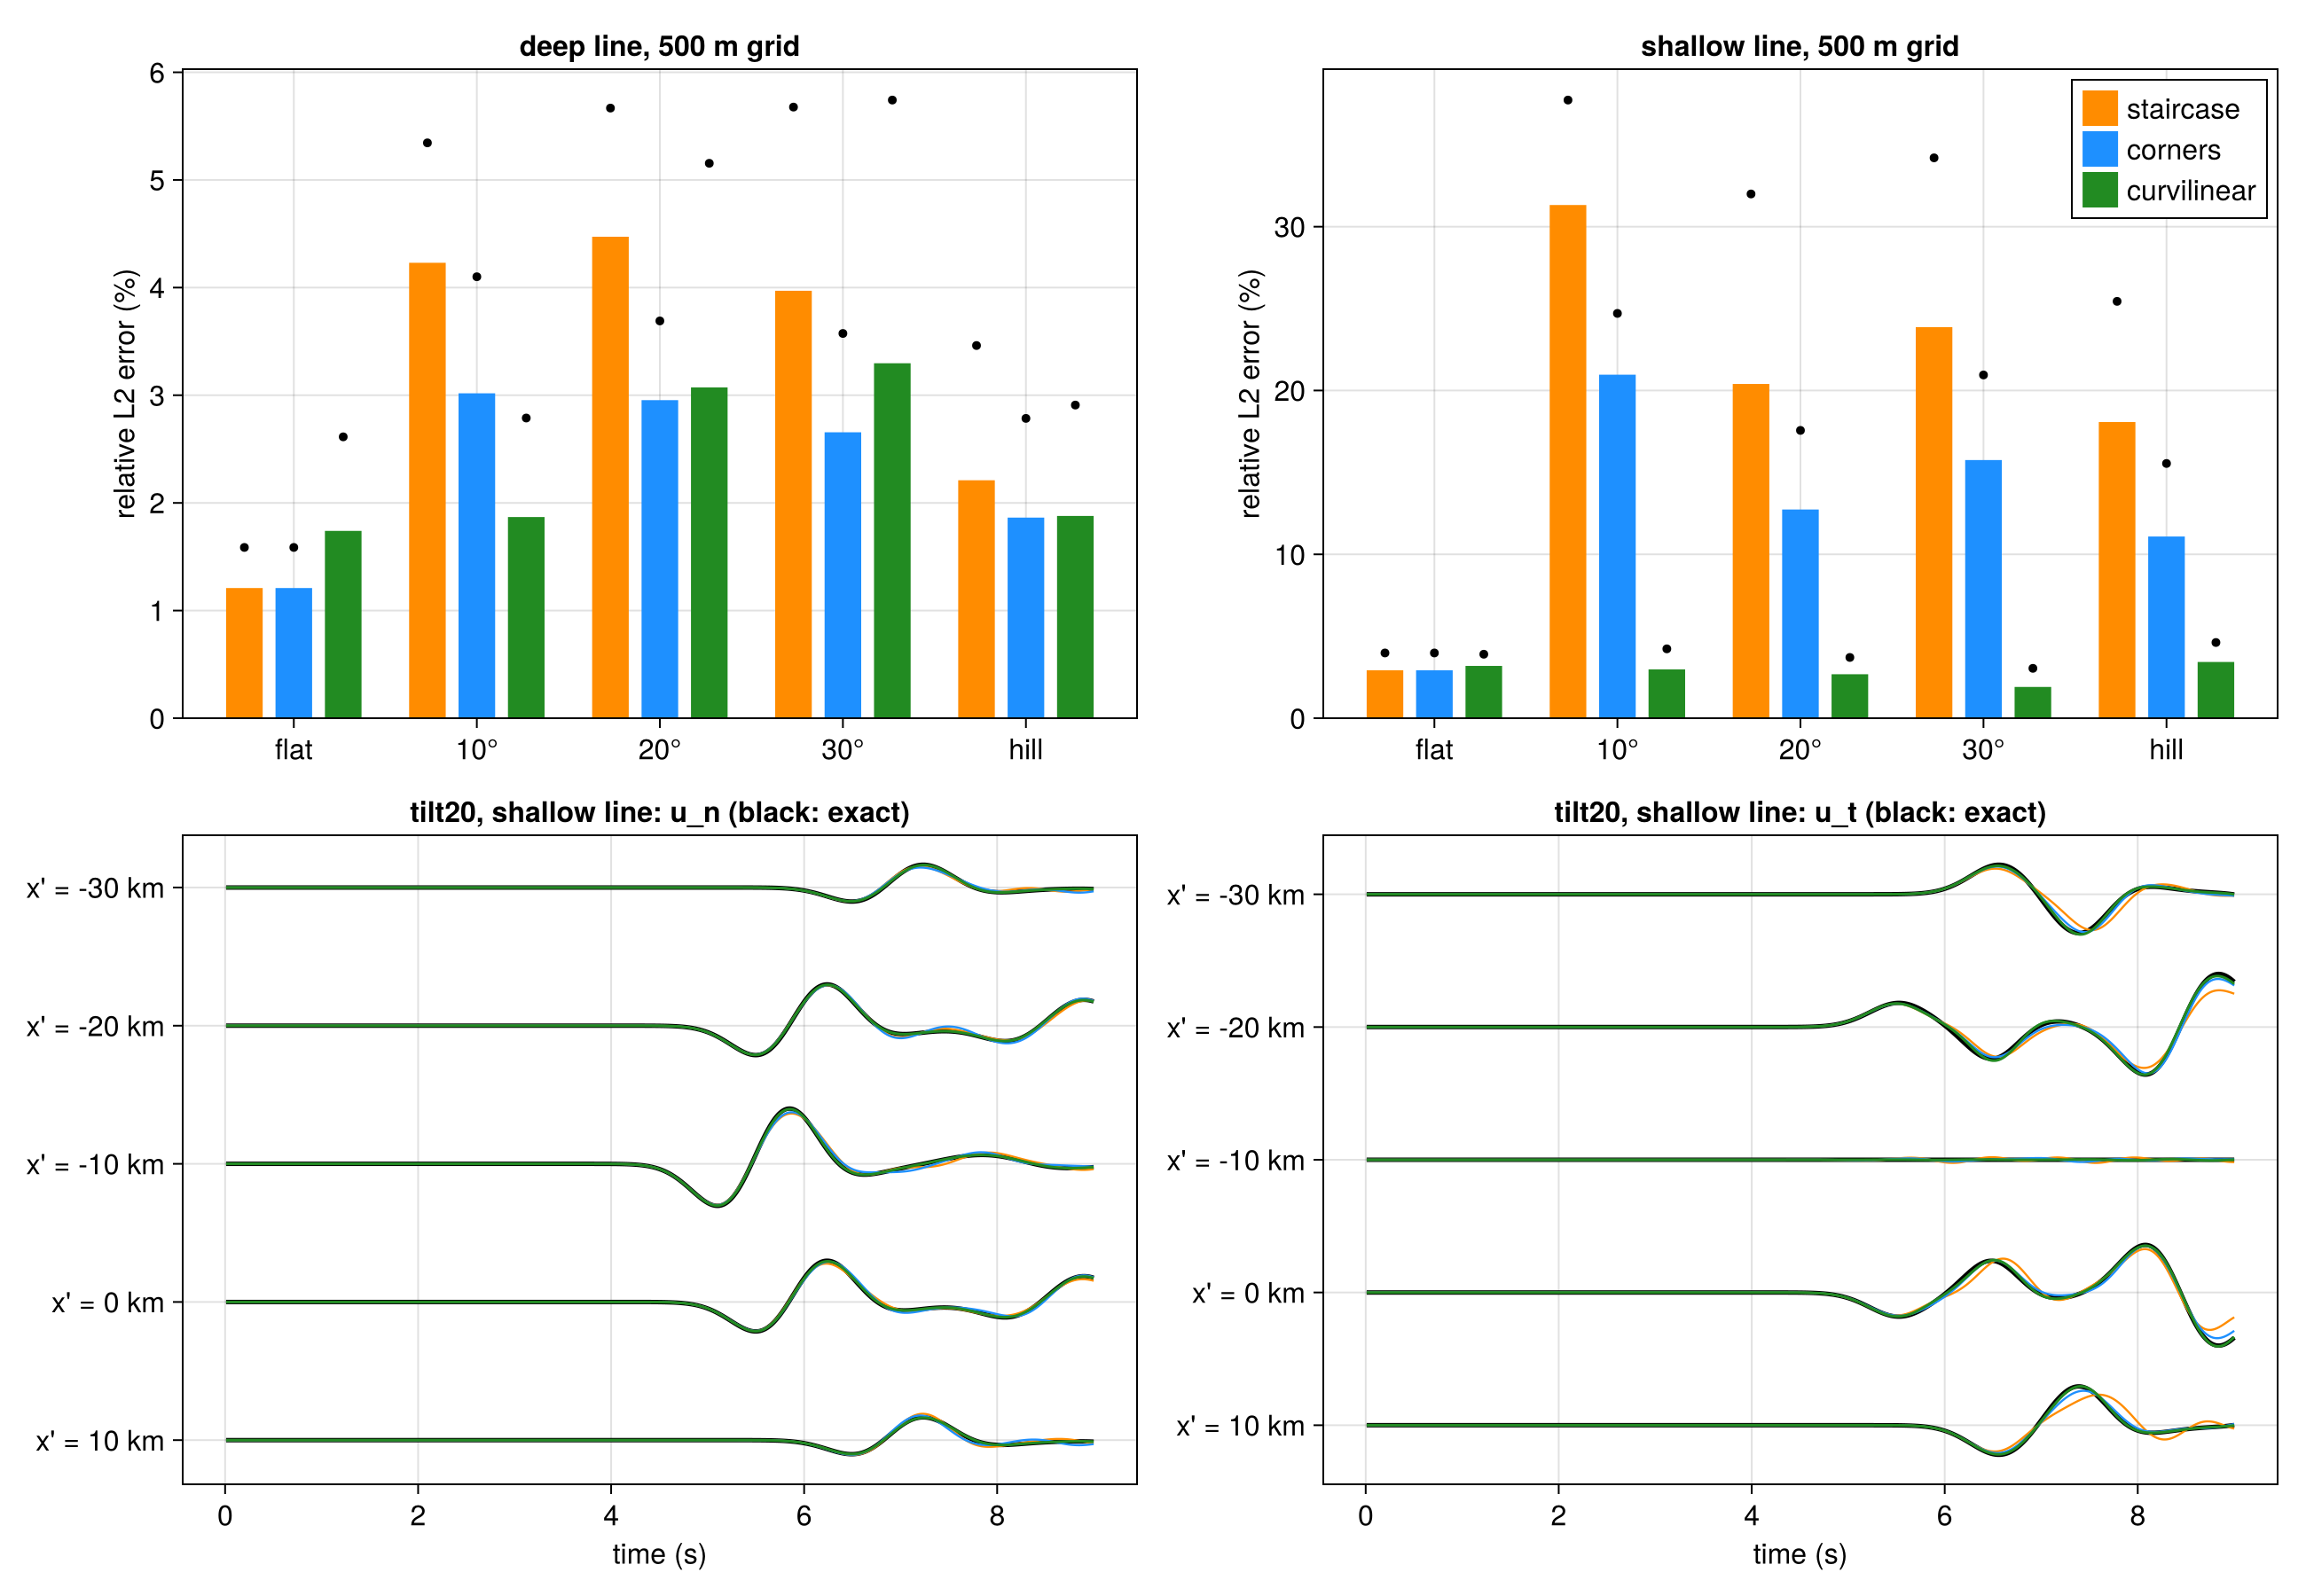 deep line, 500 m grid
relative L2 error (%)
6
5
4
3
2
1
0
flat 10° 20° 30° hill
shallow line, 500 m grid
relative L2 error (%)
30
20
10
0
flat 10° 20° 30° hill
staircase
corners
curvilinear
tilt20, shallow line: u_n (black: exact)
x' = -30 km
x' = -20 km
x' = -10 km
x' = 0 km
x' = 10 km
0 2 4 6 8
time (s)
tilt20, shallow line: u_t (black: exact)
x' = -30 km
x' = -20 km
x' = -10 km
x' = 0 km
x' = 10 km
0 2 4 6 8
time (s)